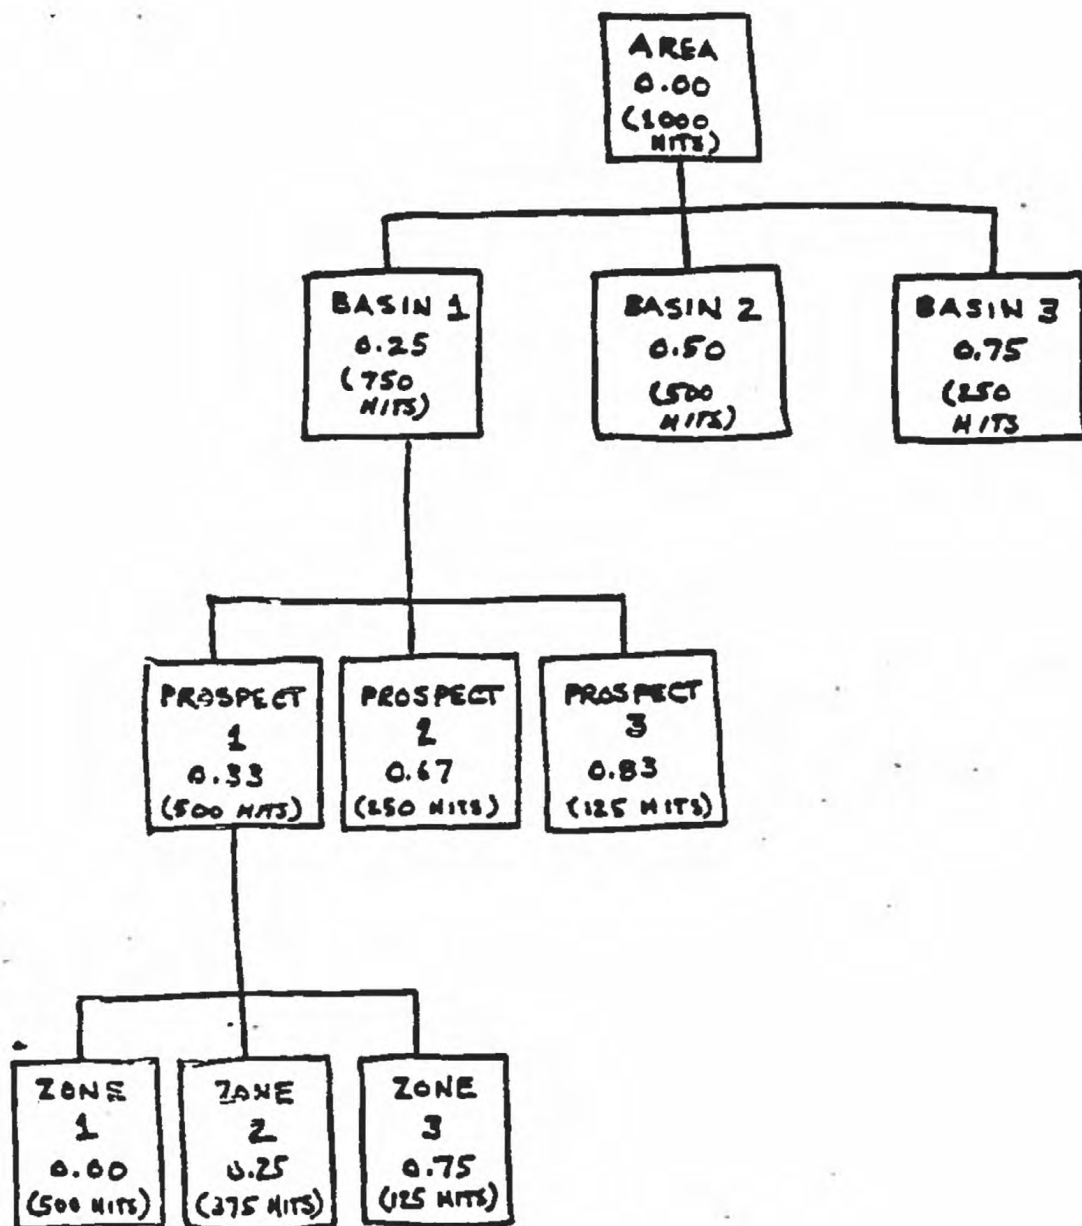 AREA
0.00
(1000
HITS)
BASIN 1
0.25
(750
HITS)
BASIN 2
0.50
(500
HITS)
BASIN 3
0.75
(250
HITS
PROSPECT
1
0.33
(500 HITS)
PROSPECT
2
0.67
(250 HITS)
PROSPECT
3
0.83
(125 HITS)
ZONE
1
0.00
(500 HITS)
ZONE
2
0.25
(375 HITS)
ZONE
3
0.75
(125 HITS)